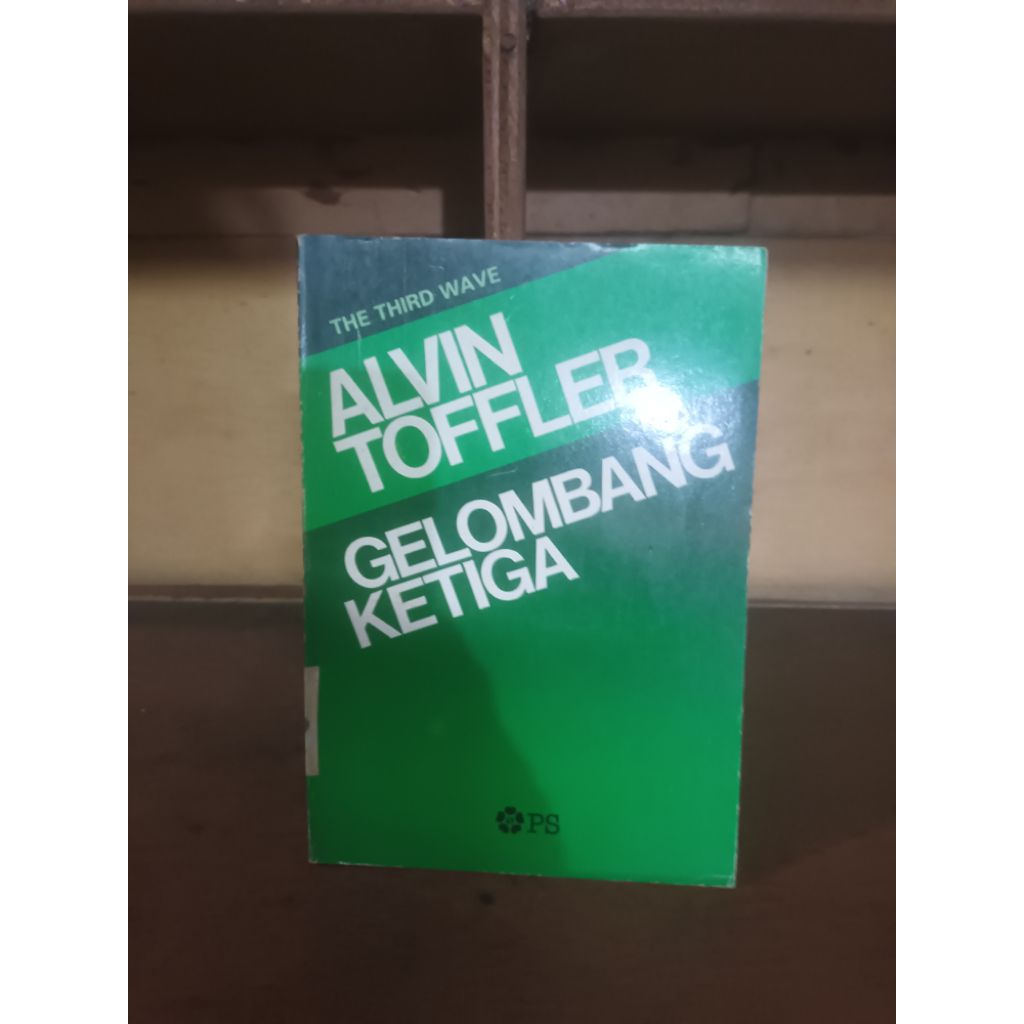 THE THIRD WAVE
ALVIN
TOFFLER
GELOMBANG
KETIGA
PS